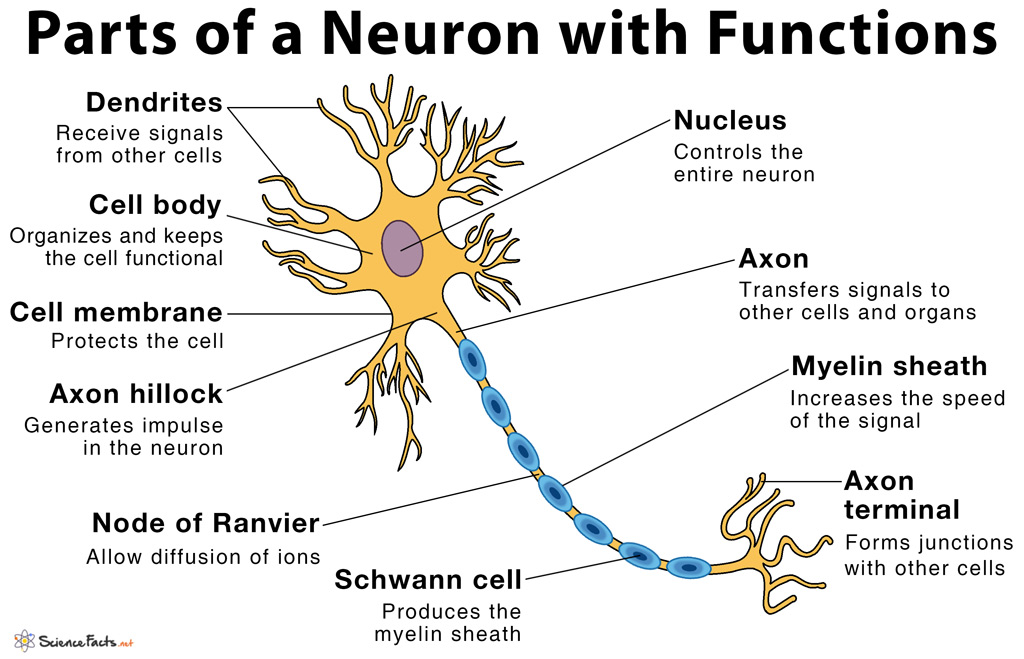 Parts of a Neuron with Functions
Dendrites
Receive signals
from other cells
Cell body
Organizes and keeps
the cell functional
Cell membrane
Protects the cell
Axon hillock
Generates impulse
in the neuron
Node of Ranvier
Allow diffusion of ions
Schwann cell
Produces the
myelin sheath
Nucleus
Controls the
entire neuron
Axon
Transfers signals to
other cells and organs
Myelin sheath
Increases the speed
of the signal
Axon
terminal
Forms junctions
with other cells
ScienceFacts.net